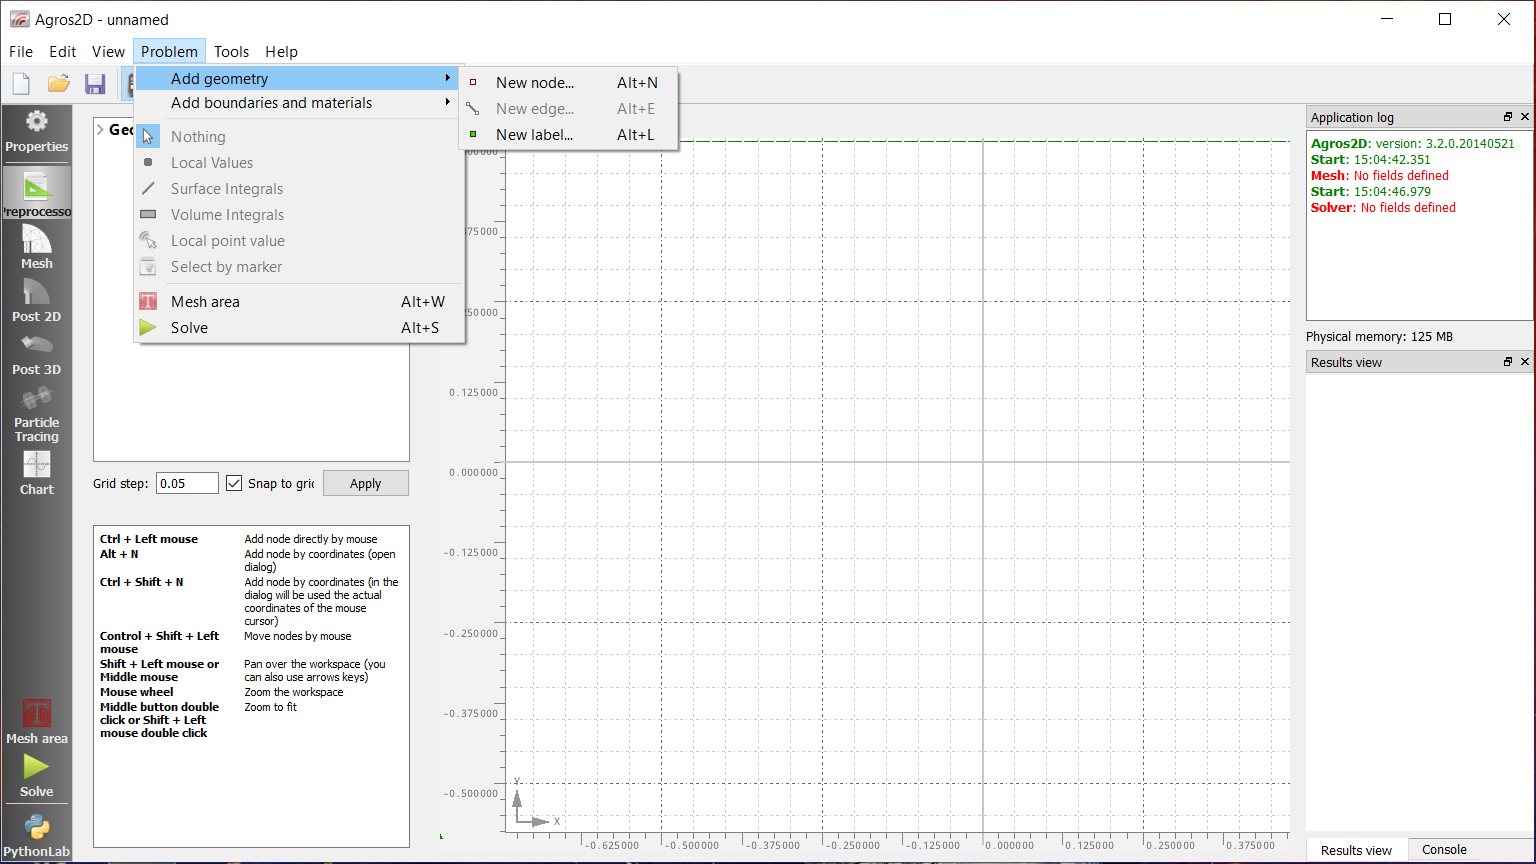 Agros2D - unnamed
File Edit View Problem Tools Help
Add geometry
Add boundaries and materials
Nothing
Local Values
Surface Integrals
Volume Integrals
Local point value
Select by marker
Mesh area Alt+W
Solve Alt+S
New node... Alt+N
New edge... Alt+E
New label... Alt+L
Properties
Preprocesso
Mesh
Post 2D
Post 3D
Particle
Tracing
Chart
Mesh area
Solve
PythonLab
Geo
Grid step: 0.05 Snap to gric Apply
Ctrl + Left mouse Add node directly by mouse
Alt + N Add node by coordinates (open
dialog)
Ctrl + Shift + N Add node by coordinates (in the
dialog will be used the actual
coordinates of the mouse
cursor)
Control + Shift + Left Move nodes by mouse
mouse
Shift + Left mouse or Pan over the workspace (you
Middle mouse can also use arrows keys)
Mouse wheel Zoom the workspace
Middle button double Zoom to fit
click or Shift + Left
mouse double click
375000
250000
0.125000
0.000000
-0.125000
-0.250000
-0.375000
-0.500000
Y
X
-0.625000 -0.500000 -0.375000 -0.250000 -0.125000 0.000000 0.125000 0.250000 0.375000
Application log
Agros2D: version: 3.2.0.20140521
Start: 15:04:42.351
Mesh: No fields defined
Start: 15:04:46.979
Solver: No fields defined
Physical memory: 125 MB
Results view
Results view Console